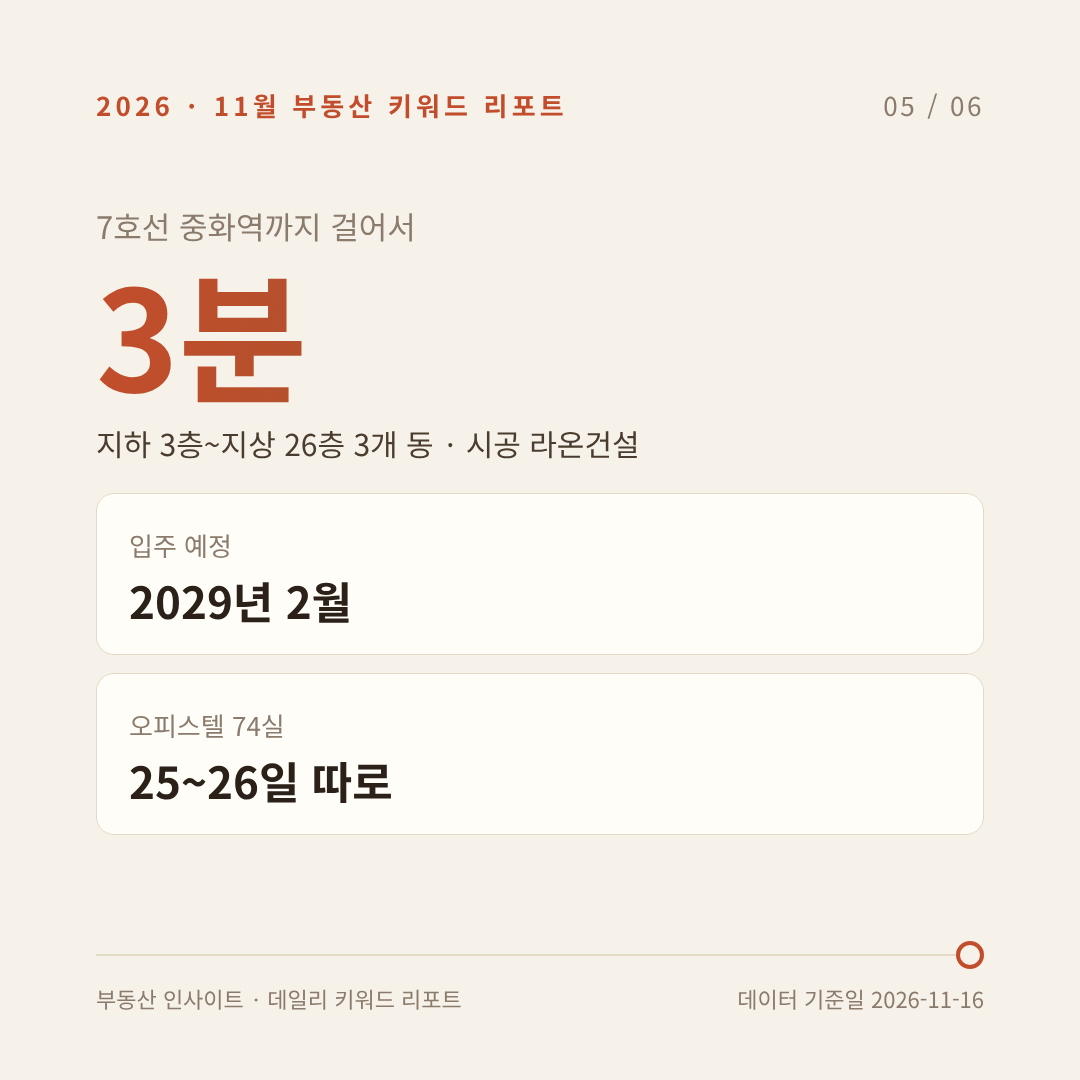 2026 · 11월 부동산 키워드 리포트
05 / 06
7호선 중화역까지 걸어서
3분
지하 3층~지상 26층 3개 동 · 시공 라온건설
입주 예정
2029년 2월
오피스텔 74실
25~26일 따로
부동산 인사이트 · 데일리 키워드 리포트
데이터 기준일 2026-11-16